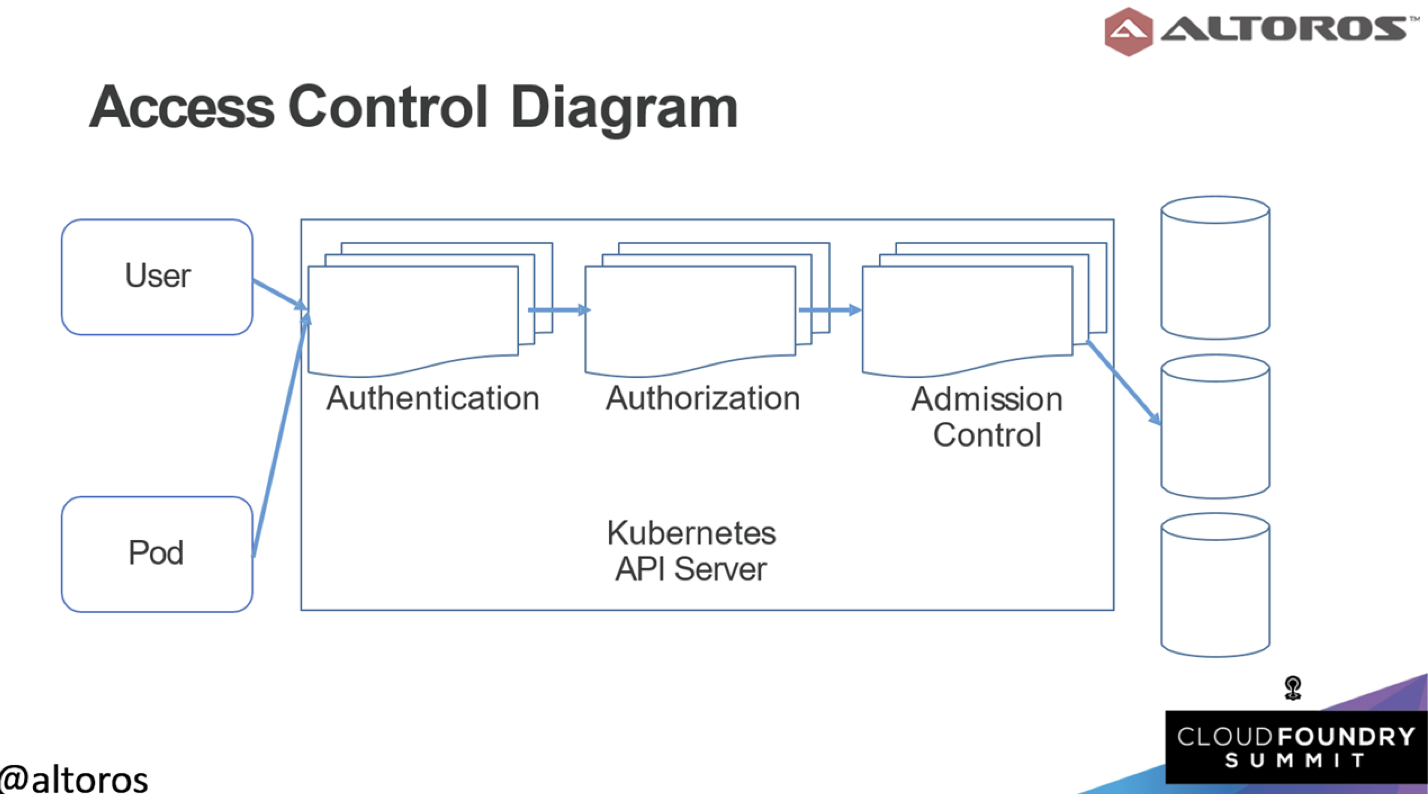 ALTOROS™
Access Control Diagram
User
Pod
Authentication
Authorization
Admission
Control
Kubernetes
API Server
CLOUDFOUNDRY
SUMMIT
@altoros